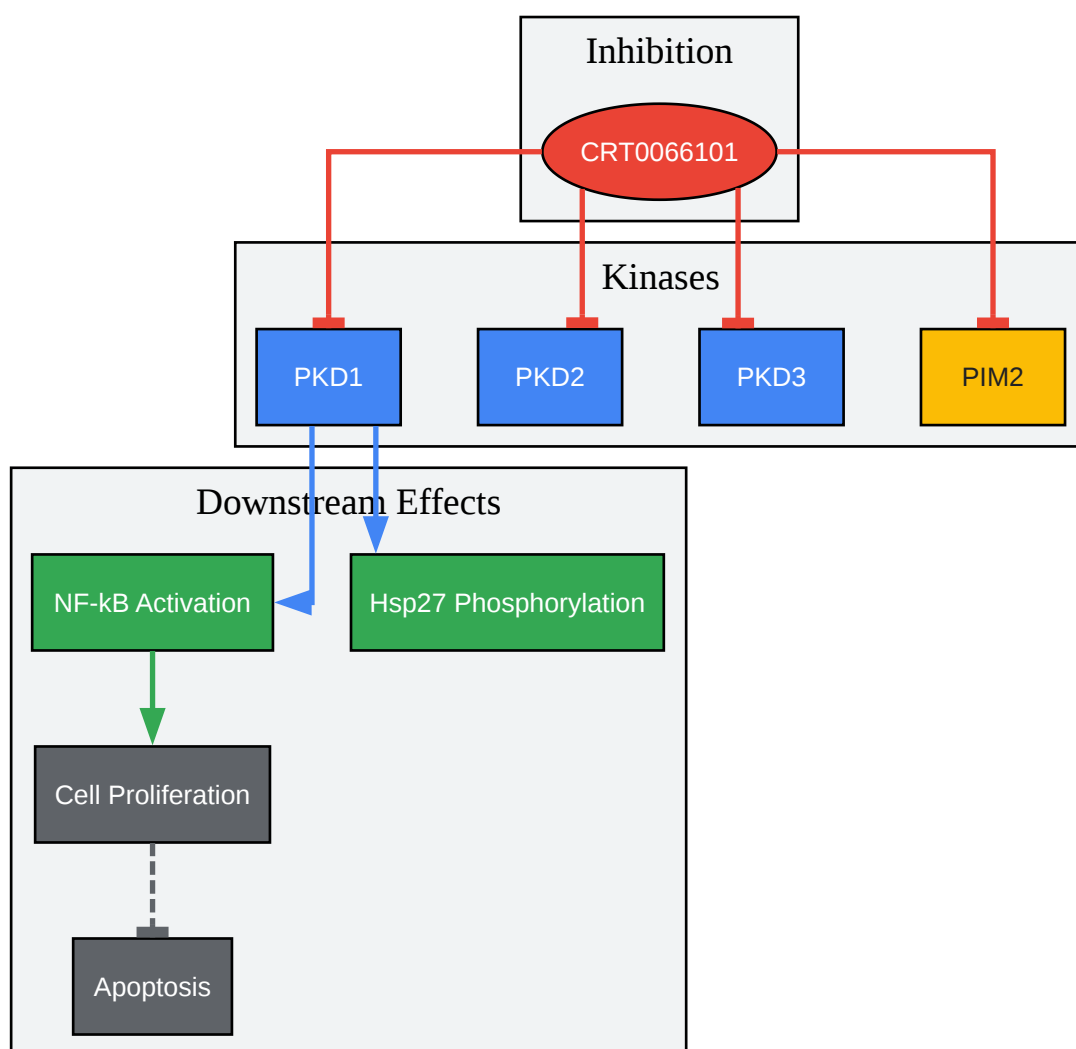 Inhibition
CRT0066101
Kinases
PKD1
PKD2
PKD3
PIM2
Downstream Effects
NF-kB Activation
Hsp27 Phosphorylation
Cell Proliferation
Apoptosis